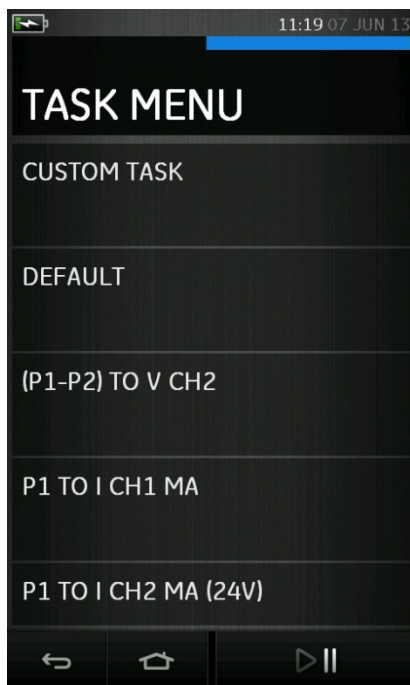 11:19 07 JUN 13
TASK MENU
CUSTOM TASK
DEFAULT
(P1-P2) TO V CH2
P1 TO I CH1 MA
P1 TO I CH2 MA (24V)